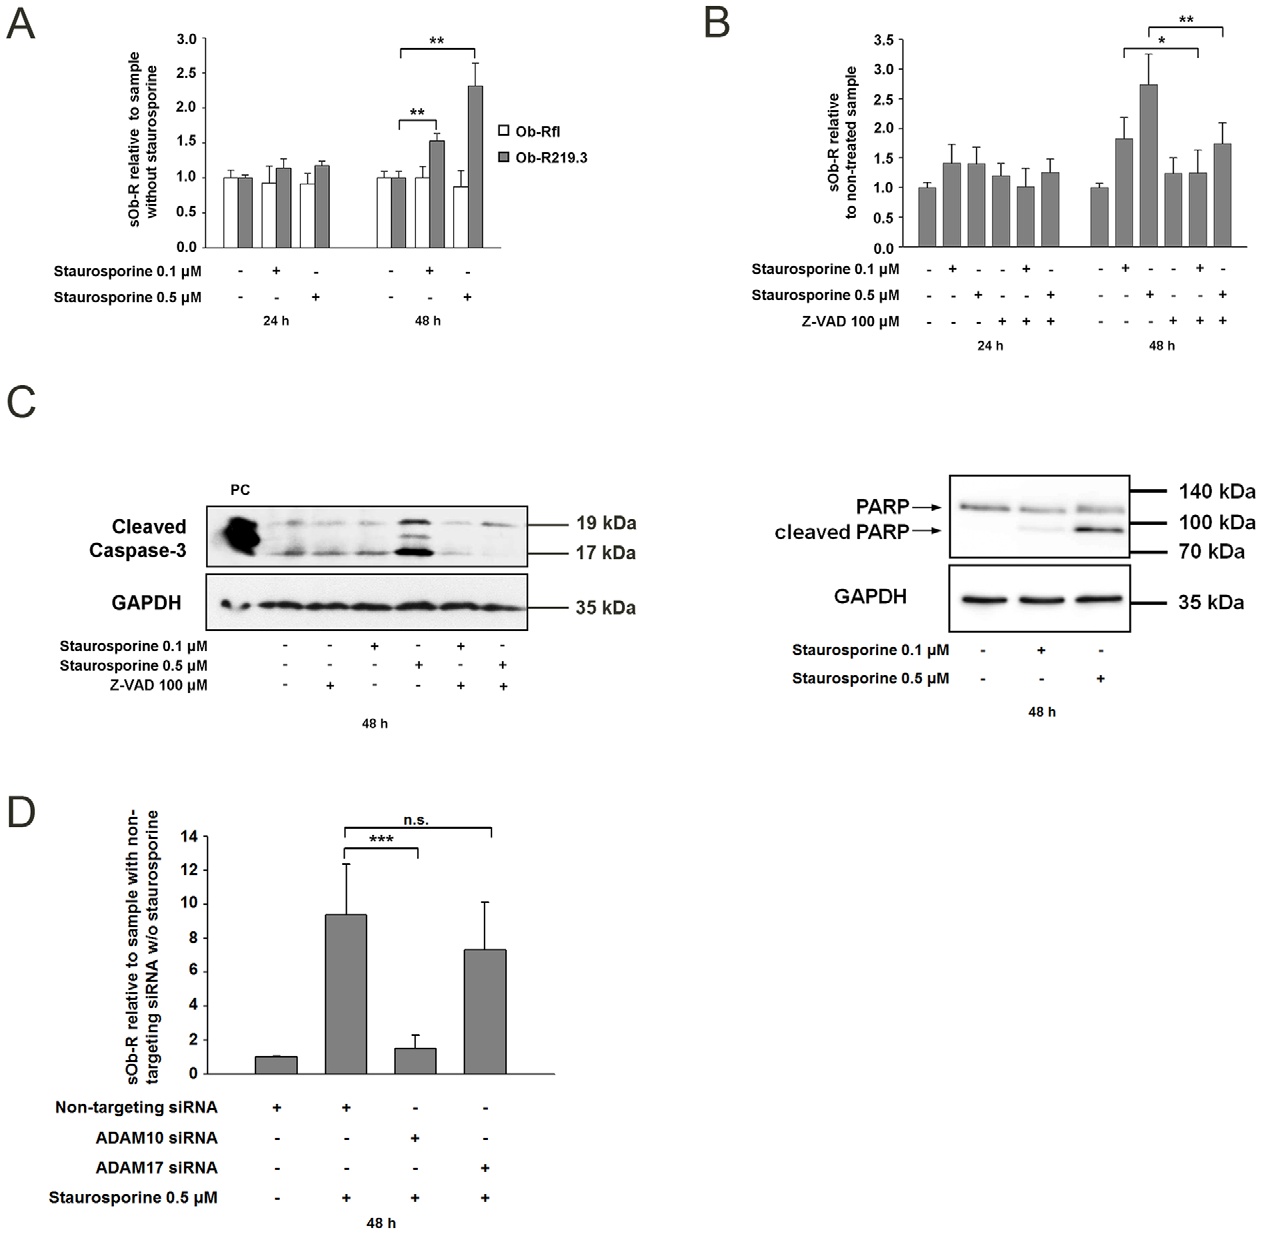 A
sOb-R relative to sample
without staurosporine
3.0
2.5
2.0
1.5
1.0
0.5
0.0
**
**
Ob-Rfl
Ob-R219.3
Staurosporine 0.1 µM - + - - + -
Staurosporine 0.5 µM - - + - - +
24 h 48 h
B
sOb-R relative
to non-treated sample
3.5
3.0
2.5
2.0
1.5
1.0
0.5
0.0
**
*
Staurosporine 0.1 µM - + - - + - - + - - + -
Staurosporine 0.5 µM - - + - - + - - + - - +
Z-VAD 100 µM - - - + + + - - - + + +
24 h 48 h
C
PC
Cleaved
Caspase-3
19 kDa
17 kDa
GAPDH
35 kDa
Staurosporine 0.1 µM - - + - + -
Staurosporine 0.5 µM - - - + - +
Z-VAD 100 µM - + - - + +
48 h
PARP
cleaved PARP
140 kDa
100 kDa
70 kDa
GAPDH
35 kDa
Staurosporine 0.1 µM - + -
Staurosporine 0.5 µM - - +
48 h
D
sOb-R relative to sample with non-
targeting siRNA w/o staurosporine
14
12
10
8
6
4
2
0
n.s.
***
Non-targeting siRNA + + - -
ADAM10 siRNA - - + -
ADAM17 siRNA - - - +
Staurosporine 0.5 µM - + + +
48 h